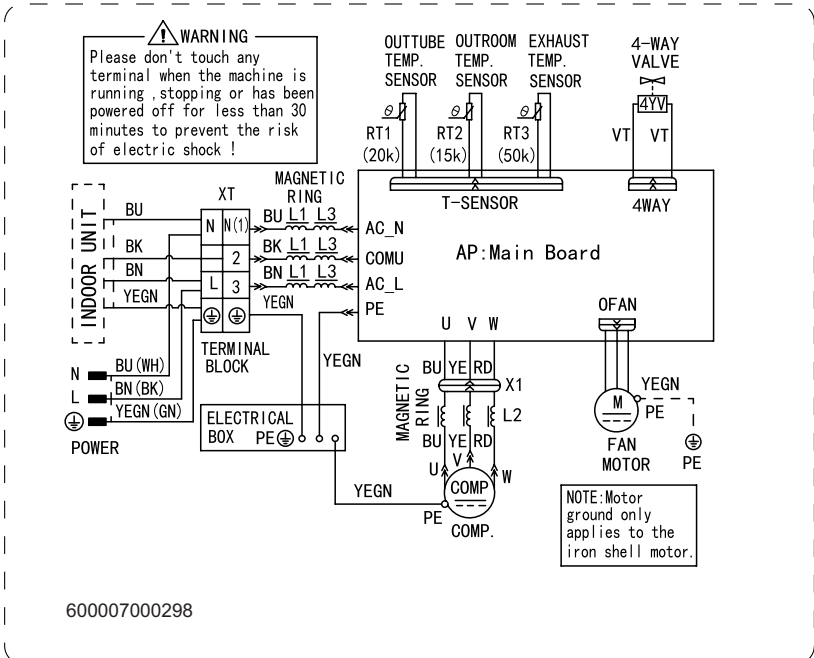 WARNING
Please don't touch any
terminal when the machine is
running ,stopping or has been
powered off for less than 30
minutes to prevent the risk
of electric shock !
OUTTUBE TEMP. SENSOR
OUTROOM TEMP. SENSOR
EXHAUST TEMP. SENSOR
4-WAY VALVE
4YV
θ
θ
θ
RT1 (20k)
RT2 (15k)
RT3 (50k)
VT VT
T-SENSOR
4WAY
AP:Main Board
INDOOR UNIT
BU
BK
BN
YEGN
XT
N N(1)
2
L 3
TERMINAL BLOCK
MAGNETIC RING
BU L1 L3 AC_N
BK L1 L3 COMU
BN L1 L3 AC_L
YEGN
PE
YEGN
N BU(WH)
L BN(BK)
YEGN(GN)
POWER
ELECTRICAL BOX PE
U V W
BU YE RD
X1
MAGNETIC RING
L2
BU YE RD
U V W
COMP
PE
COMP.
YEGN
OFAN
M
YEGN
PE
FAN MOTOR
PE
NOTE:Motor
ground only
applies to the
iron shell motor.
600007000298